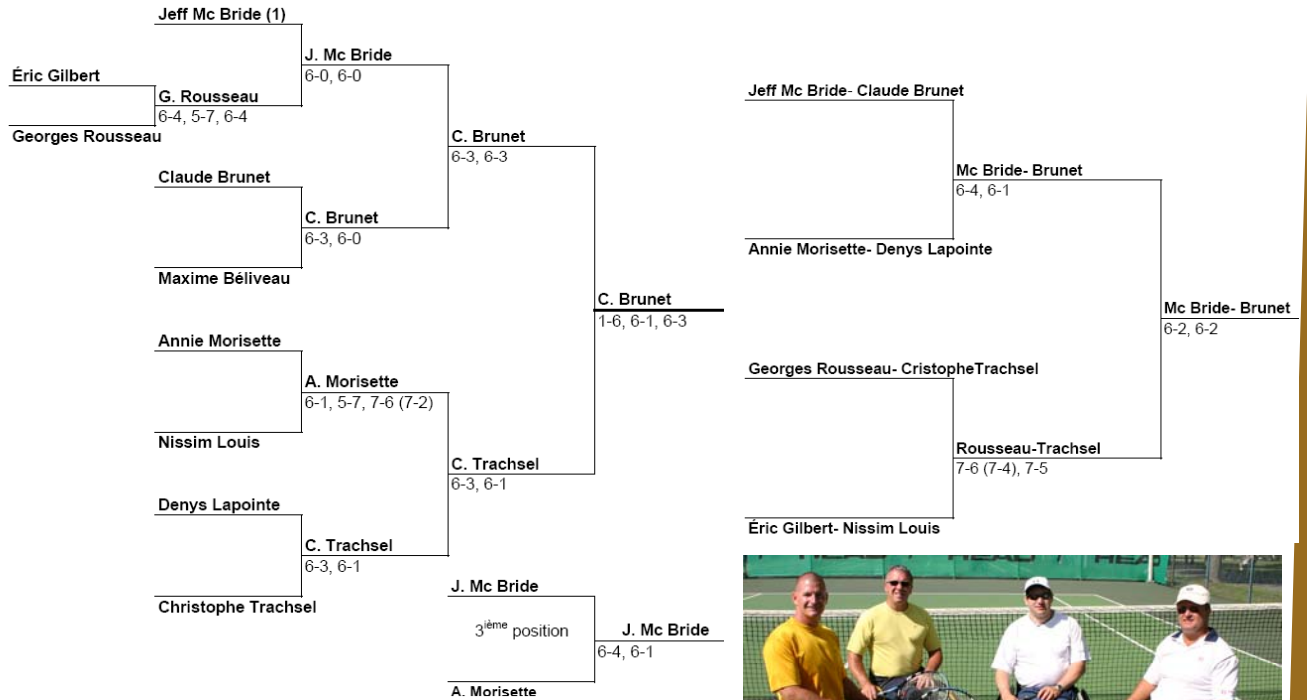 Jeff Mc Bride (1)
J. Mc Bride
6-0, 6-0
Éric Gilbert
G. Rousseau
6-4, 5-7, 6-4
Georges Rousseau
C. Brunet
6-3, 6-3
Claude Brunet
C. Brunet
6-3, 6-0
Maxime Béliveau
C. Brunet
1-6, 6-1, 6-3
Annie Morisette
A. Morisette
6-1, 5-7, 7-6 (7-2)
Nissim Louis
C. Trachsel
6-3, 6-1
Denys Lapointe
C. Trachsel
6-3, 6-1
Christophe Trachsel
J. Mc Bride
3ième position
J. Mc Bride
6-4, 6-1
A. Morisette
Jeff Mc Bride- Claude Brunet
Mc Bride- Brunet
6-4, 6-1
Annie Morisette- Denys Lapointe
Mc Bride- Brunet
6-2, 6-2
Georges Rousseau- CristopheTrachsel
Rousseau-Trachsel
7-6 (7-4), 7-5
Éric Gilbert- Nissim Louis